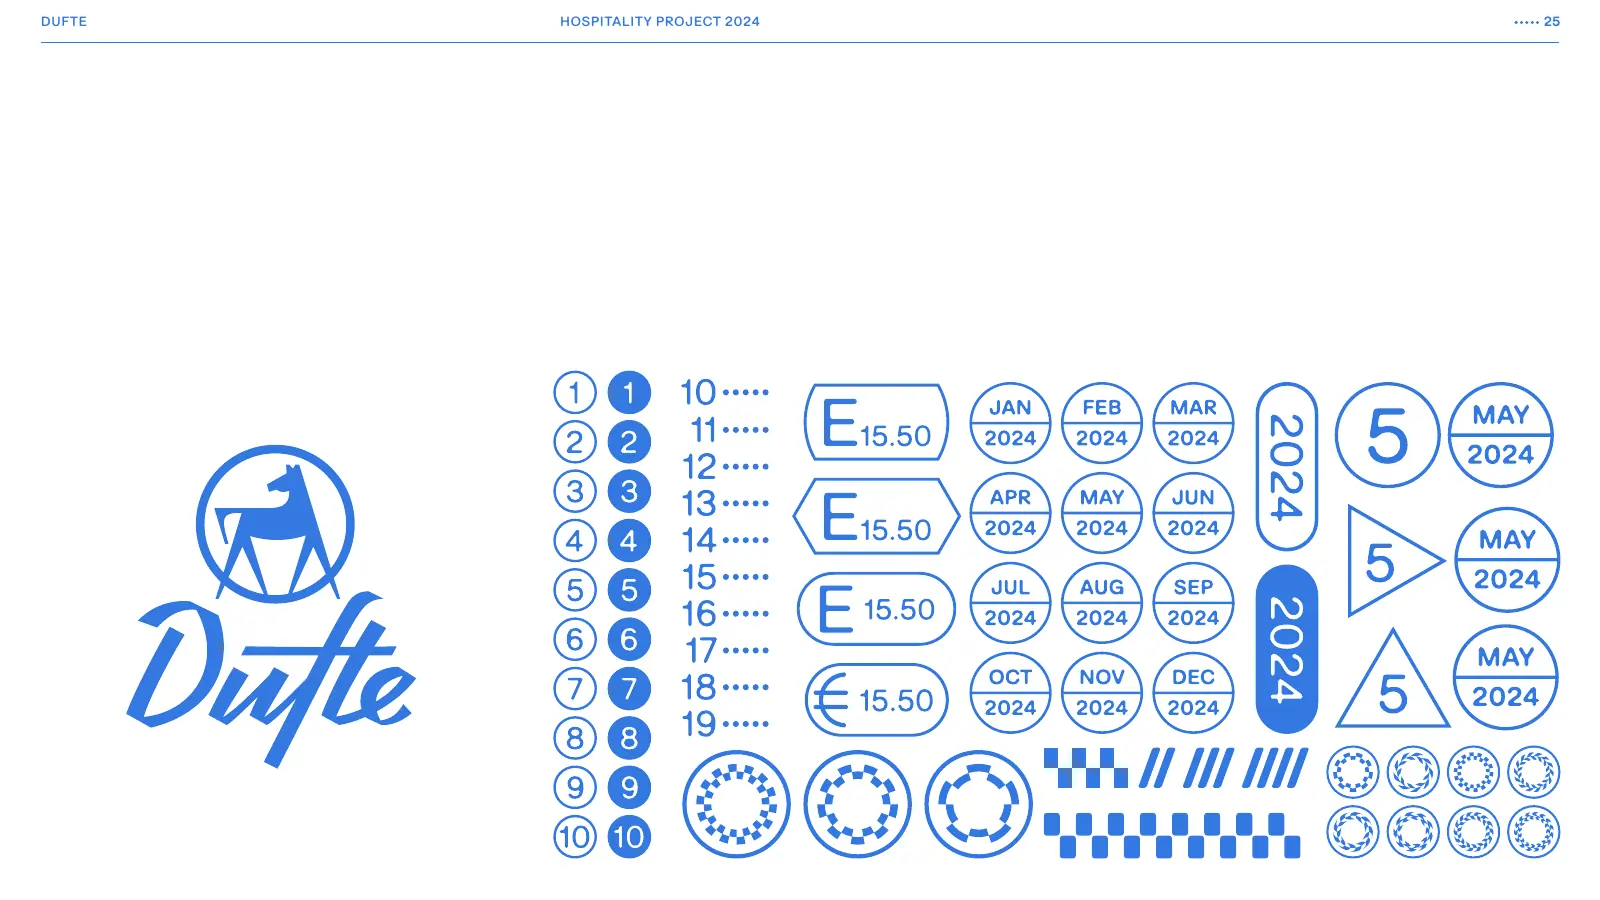 DUFTE
HOSPITALITY PROJECT 2024
••••• 25
Dufte
1 1
2 2
3 3
4 4
5 5
6 6
7 7
8 8
9 9
10 10
10 •••••
11 •••••
12 •••••
13 •••••
14 •••••
15 •••••
16 •••••
17 •••••
18 •••••
19 •••••
E 15.50
E 15.50
E 15.50
€ 15.50
JAN
2024
FEB
2024
MAR
2024
APR
2024
MAY
2024
JUN
2024
JUL
2024
AUG
2024
SEP
2024
OCT
2024
NOV
2024
DEC
2024
2024
2024
5
MAY
2024
5
MAY
2024
5
MAY
2024